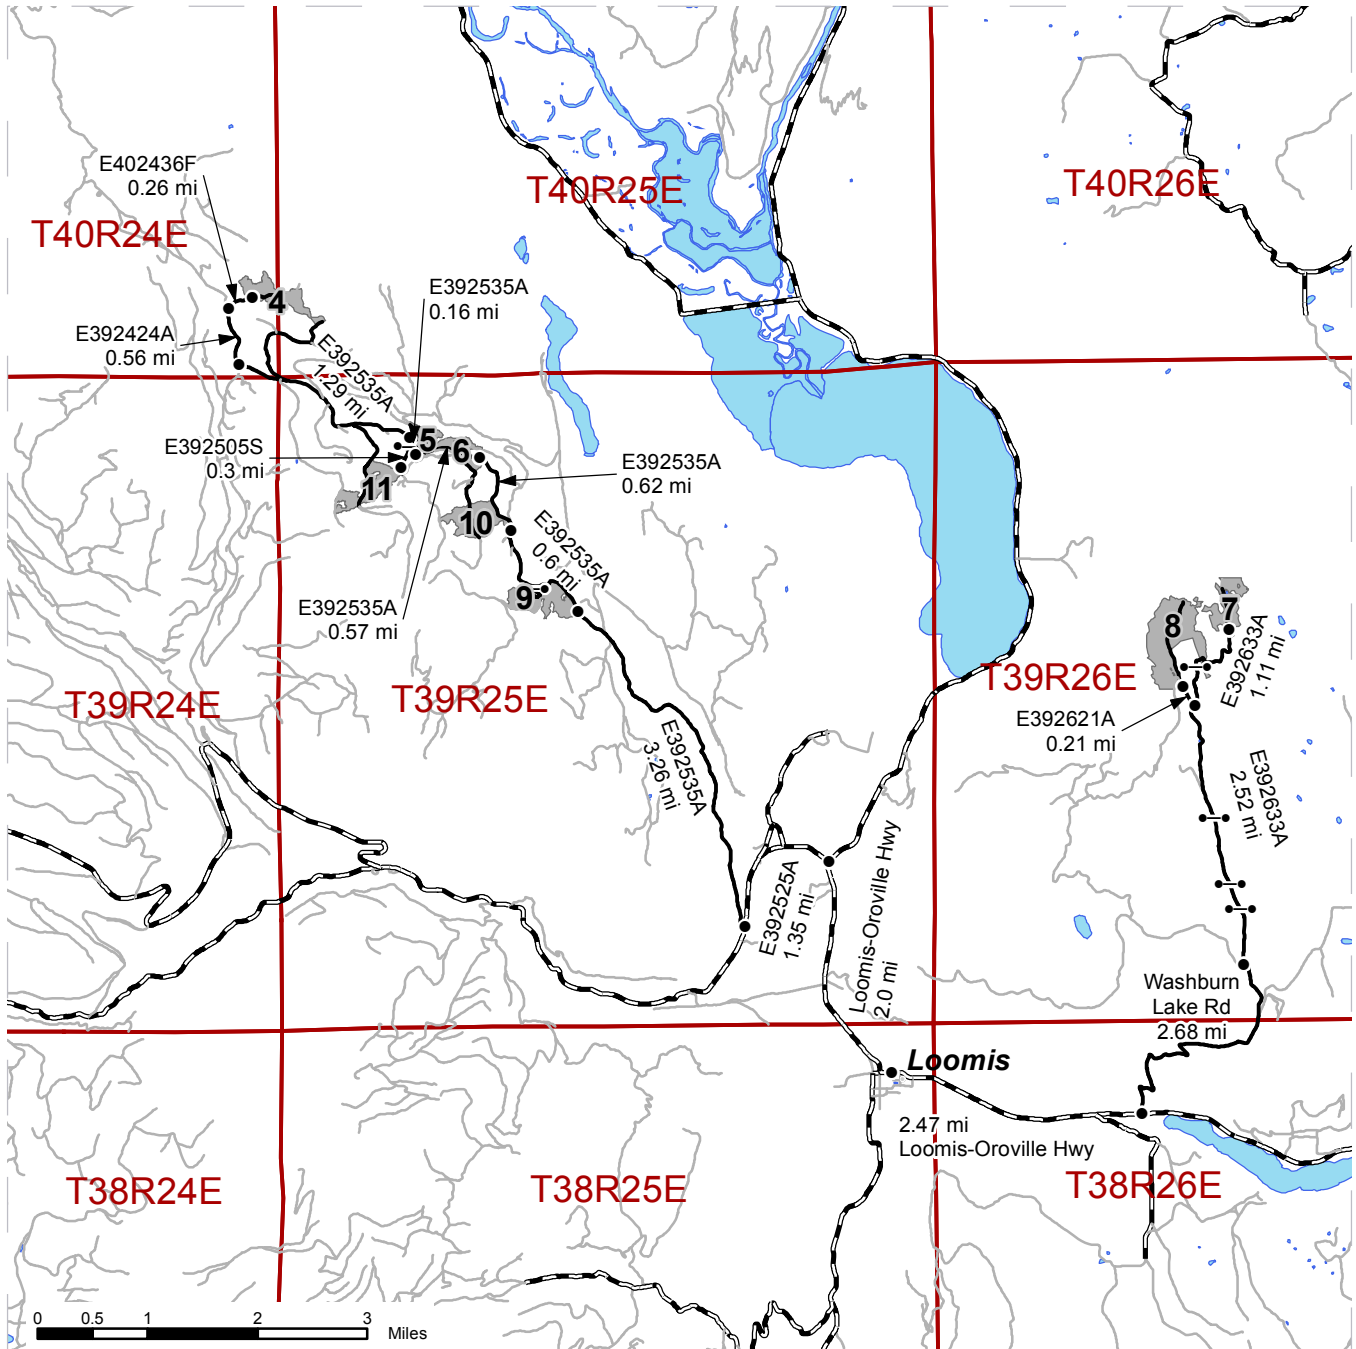 E402436F
0.26 mi
T40R24E
T40R25E
T40R26E
4
E392535A
0.16 mi
E392424A
0.56 mi
E392535A
1.29 mi
E392505S
0.3 mi
5
6
11
10
E392535A
0.62 mi
E392535A
0.6 mi
9
E392535A
0.57 mi
7
8
E392633A
1.11 mi
T39R24E
T39R25E
T39R26E
E392621A
0.21 mi
E392535A
3.26 mi
E392633A
2.52 mi
E392525A
1.35 mi
Loomis-Oroville Hwy
2.0 mi
Washburn
Lake Rd
2.68 mi
Loomis
2.47 mi
Loomis-Oroville Hwy
T38R24E
T38R25E
T38R26E
0 0.5 1 2 3
Miles